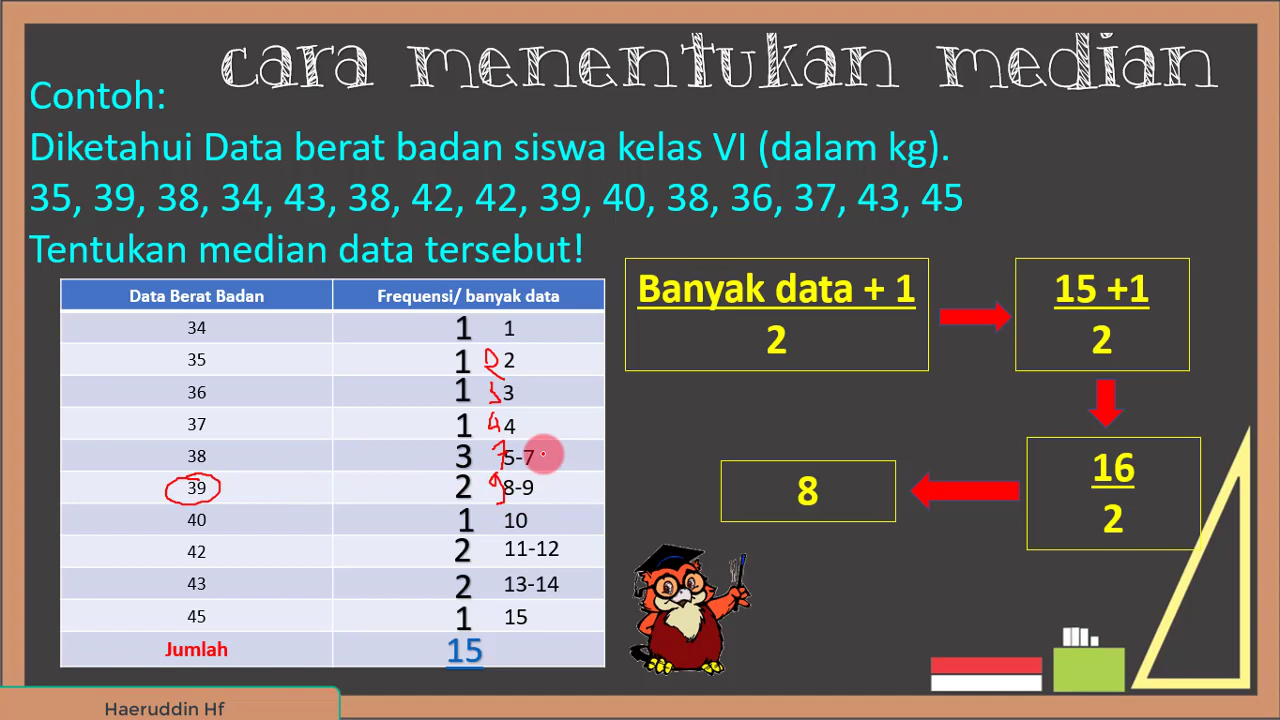 cara menentukan median
Contoh:
Diketahui Data berat badan siswa kelas VI (dalam kg).
35, 39, 38, 34, 43, 38, 42, 42, 39, 40, 38, 36, 37, 43, 45
Tentukan median data tersebut!
Data Berat Badan Frequensi/ banyak data
34 1 1
35 1 2
36 1 3
37 1 4 4
38 3 7 5-7
39 2 9 8-9
40 1 10
42 2 11-12
43 2 13-14
45 1 15
Jumlah 15
Banyak data + 1
2
15 +1
2
16
2
8
Haeruddin Hf